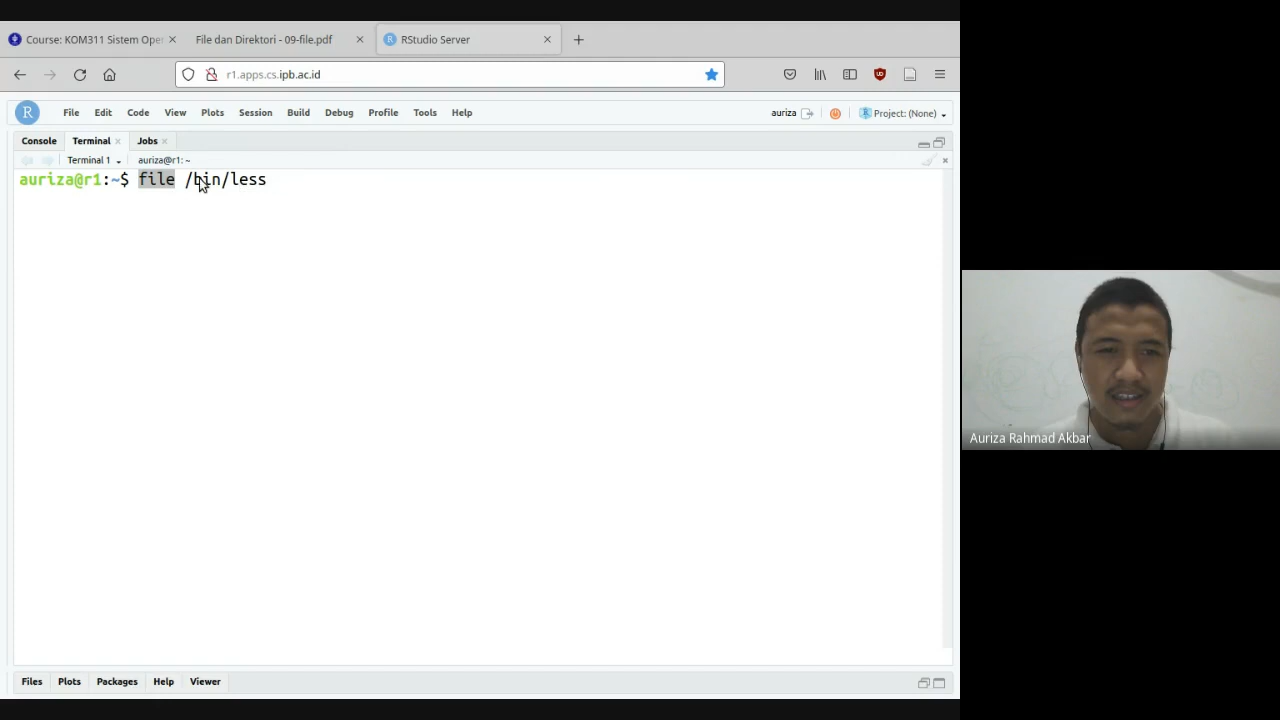 Course: KOM311 Sistem Oper
File dan Direktori - 09-file.pdf
RStudio Server
r1.apps.cs.ipb.ac.id
File Edit Code View Plots Session Build Debug Profile Tools Help
auriza
Project: (None)
Console Terminal Jobs
Terminal 1 auriza@r1: ~
auriza@r1:~$ file /bin/less
Auriza Rahmad Akbar
Files Plots Packages Help Viewer